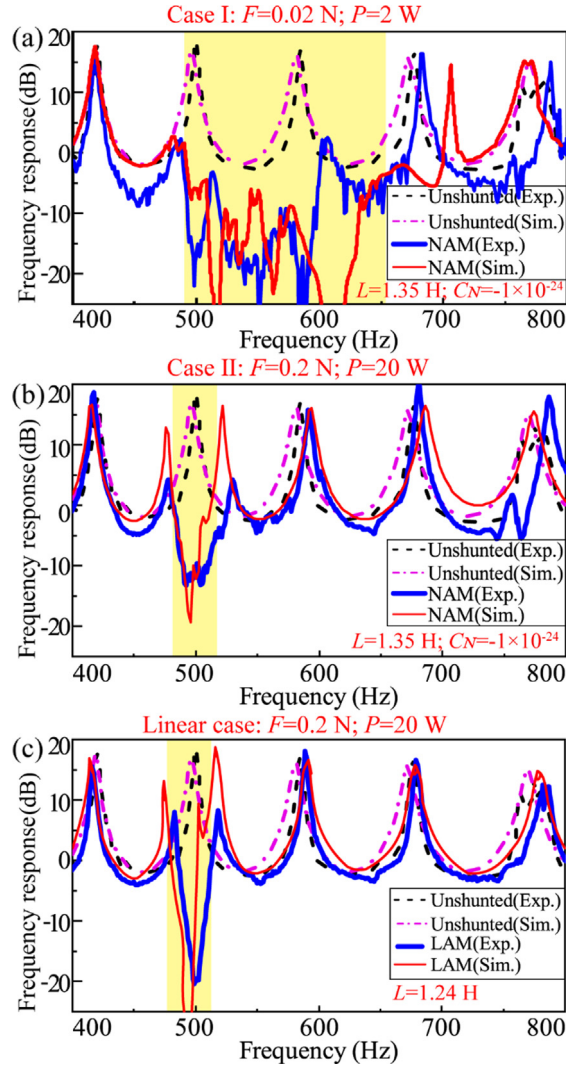 Case I: F=0.02 N; P=2 W
(a)
Frequency response(dB)
20
10
0
-10
-20
Unshunted(Exp.)
Unshunted(Sim.)
NAM(Exp.)
NAM(Sim.)
L=1.35 H; CN=-1×10-24
400 500 600 700 800
Frequency (Hz)
Case II: F=0.2 N; P=20 W
(b)
Frequency response(dB)
20
10
0
-10
-20
Unshunted(Exp.)
Unshunted(Sim.)
NAM(Exp.)
NAM(Sim.)
L=1.35 H; CN=-1×10-24
400 500 600 700 800
Frequency (Hz)
Linear case: F=0.2 N; P=20 W
(c)
Frequency response(dB)
20
10
0
-10
-20
Unshunted(Exp.)
Unshunted(Sim.)
LAM(Exp.)
LAM(Sim.)
L=1.24 H
400 500 600 700 800
Frequency (Hz)